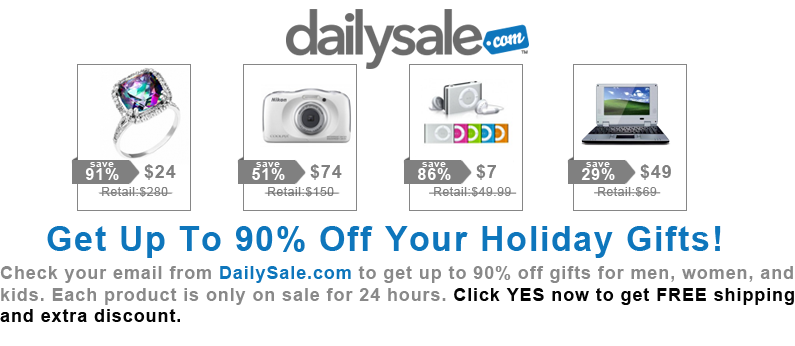 dailysale.com™
Nikon
save
91%
$24
Retail:$280
save
51%
$74
Retail:$150
save
86%
$7
Retail:$49.99
save
29%
$49
Retail:$69
Get Up To 90% Off Your Holiday Gifts!
Check your email from DailySale.com to get up to 90% off gifts for men, women, and
kids. Each product is only on sale for 24 hours. Click YES now to get FREE shipping
and extra discount.